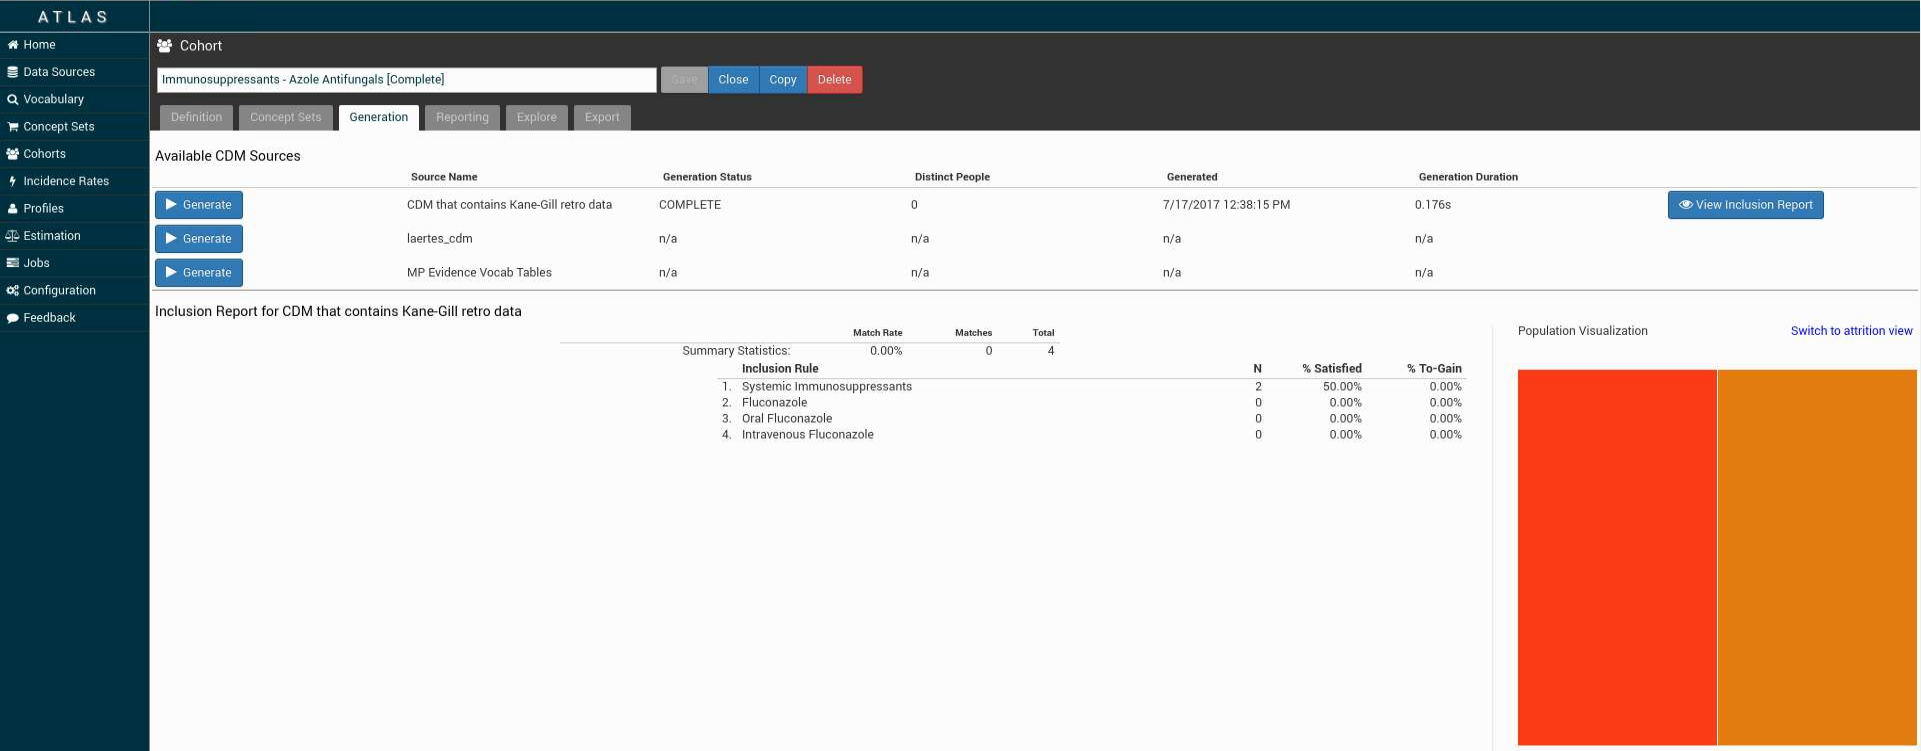 ATLAS
Home
Data Sources
Vocabulary
Concept Sets
Cohorts
Incidence Rates
Profiles
Estimation
Jobs
Configuration
Feedback
Cohort
Immunosuppressants - Azole Antifungals [Complete] Save Close Copy Delete
Definition Concept Sets Generation Reporting Explore Export
Available CDM Sources
Source Name Generation Status Distinct People Generated Generation Duration
Generate CDM that contains Kane-Gill retro data COMPLETE 0 7/17/2017 12:38:15 PM 0.176s View Inclusion Report
Generate laertes_cdm n/a n/a n/a n/a
Generate MP Evidence Vocab Tables n/a n/a n/a n/a
Inclusion Report for CDM that contains Kane-Gill retro data
Match Rate Matches Total
Summary Statistics: 0.00% 0 4
Inclusion Rule N % Satisfied % To-Gain
1. Systemic Immunosuppressants 2 50.00% 0.00%
2. Fluconazole 0 0.00% 0.00%
3. Oral Fluconazole 0 0.00% 0.00%
4. Intravenous Fluconazole 0 0.00% 0.00%
Population Visualization Switch to attrition view